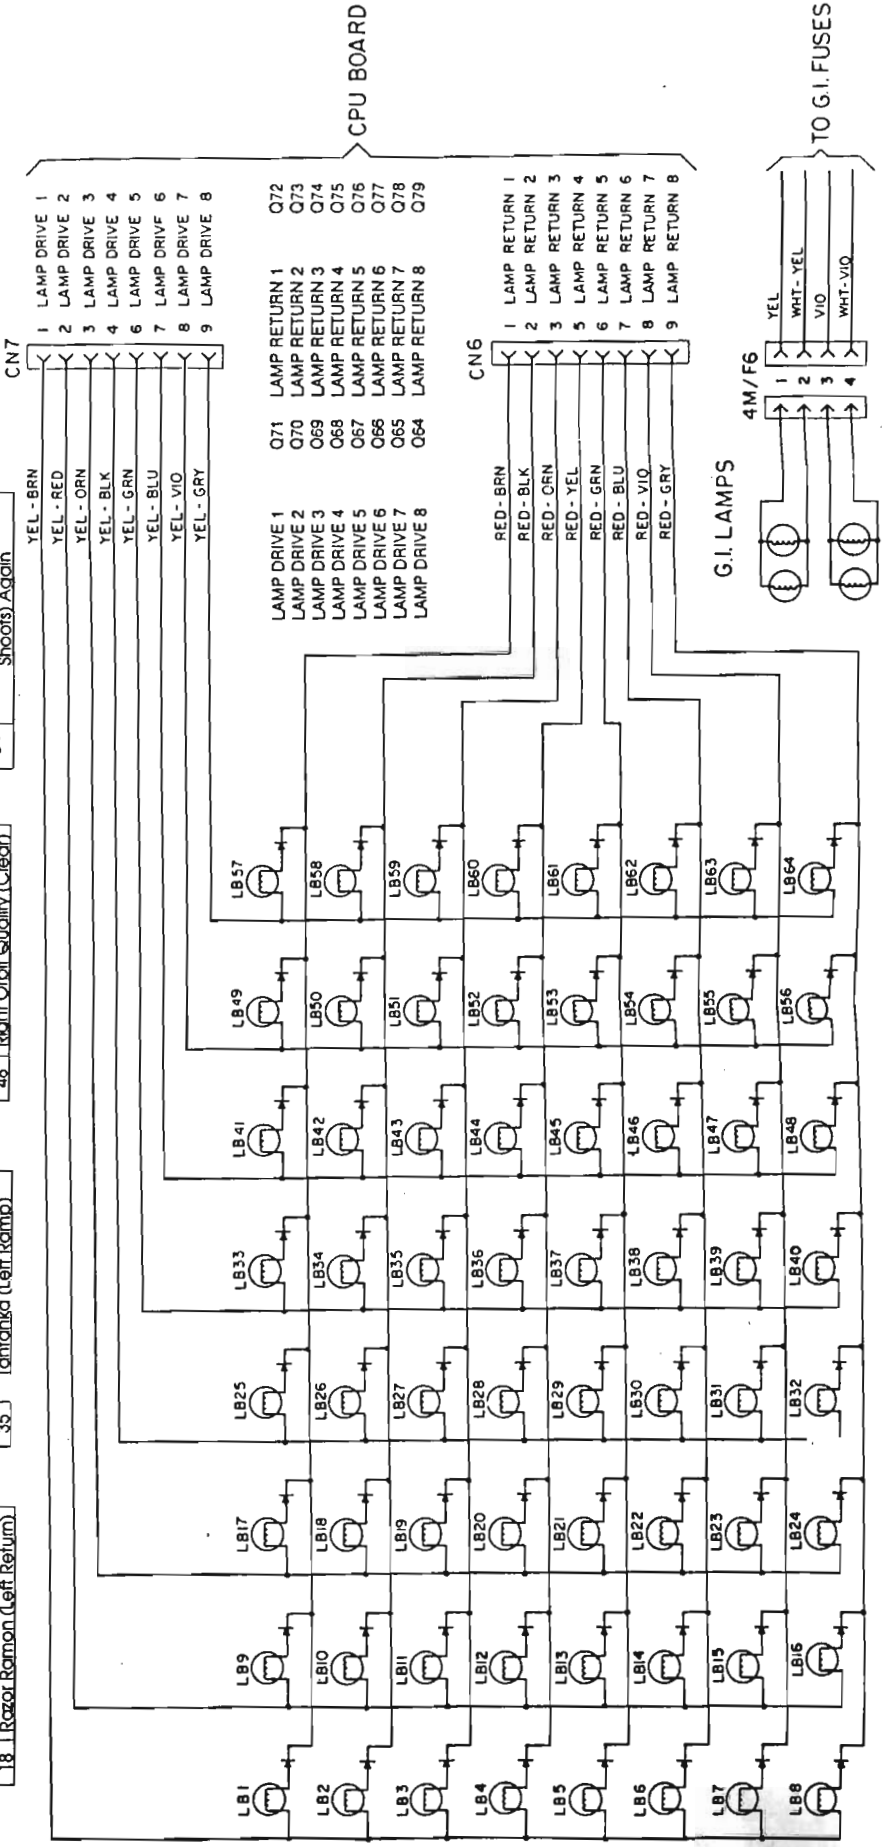 18 Razor Ramon (Left Return)
35 Tantanka (Left Ramp)
46 Right Orbit Quality (Clear)
Shoots) Again
CN7
YEL-BRN 1 LAMP DRIVE 1
YEL-RED 2 LAMP DRIVE 2
YEL-ORN 3 LAMP DRIVE 3
YEL-BLK 4 LAMP DRIVE 4
YEL-GRN 6 LAMP DRIVE 5
YEL-BLU 7 LAMP DRIVE 6
YEL-VIO 8 LAMP DRIVE 7
YEL-GRY 9 LAMP DRIVE 8
CPU BOARD
LAMP DRIVE 1 Q71 LAMP RETURN 1 Q72
LAMP DRIVE 2 Q70 LAMP RETURN 2 Q73
LAMP DRIVE 3 Q69 LAMP RETURN 3 Q74
LAMP DRIVE 4 Q68 LAMP RETURN 4 Q75
LAMP DRIVE 5 Q67 LAMP RETURN 5 Q76
LAMP DRIVE 6 Q66 LAMP RETURN 6 Q77
LAMP DRIVE 7 Q65 LAMP RETURN 7 Q78
LAMP DRIVE 8 Q64 LAMP RETURN 8 Q79
CN6
RED-BRN 1 LAMP RETURN 1
RED-BLK 2 LAMP RETURN 2
RED-ORN 3 LAMP RETURN 3
RED-YEL 5 LAMP RETURN 4
RED-GRN 6 LAMP RETURN 5
RED-BLU 7 LAMP RETURN 6
RED-VIO 8 LAMP RETURN 7
RED-GRY 9 LAMP RETURN 8
LB1 LB9 LB17 LB25 LB33 LB41 LB49 LB57
LB2 LB10 LB18 LB26 LB34 LB42 LB50 LB58
LB3 LB11 LB19 LB27 LB35 LB43 LB51 LB59
LB4 LB12 LB20 LB28 LB36 LB44 LB52 LB60
LB5 LB13 LB21 LB29 LB37 LB45 LB53 LB61
LB6 LB14 LB22 LB30 LB38 LB46 LB54 LB62
LB7 LB15 LB23 LB31 LB39 LB47 LB55 LB63
LB8 LB16 LB24 LB32 LB40 LB48 LB56 LB64
G.I. LAMPS
4M/F6
1 YEL
2 WHT-YEL
3 VIO
4 WHT-VIO
TO G.I. FUSES